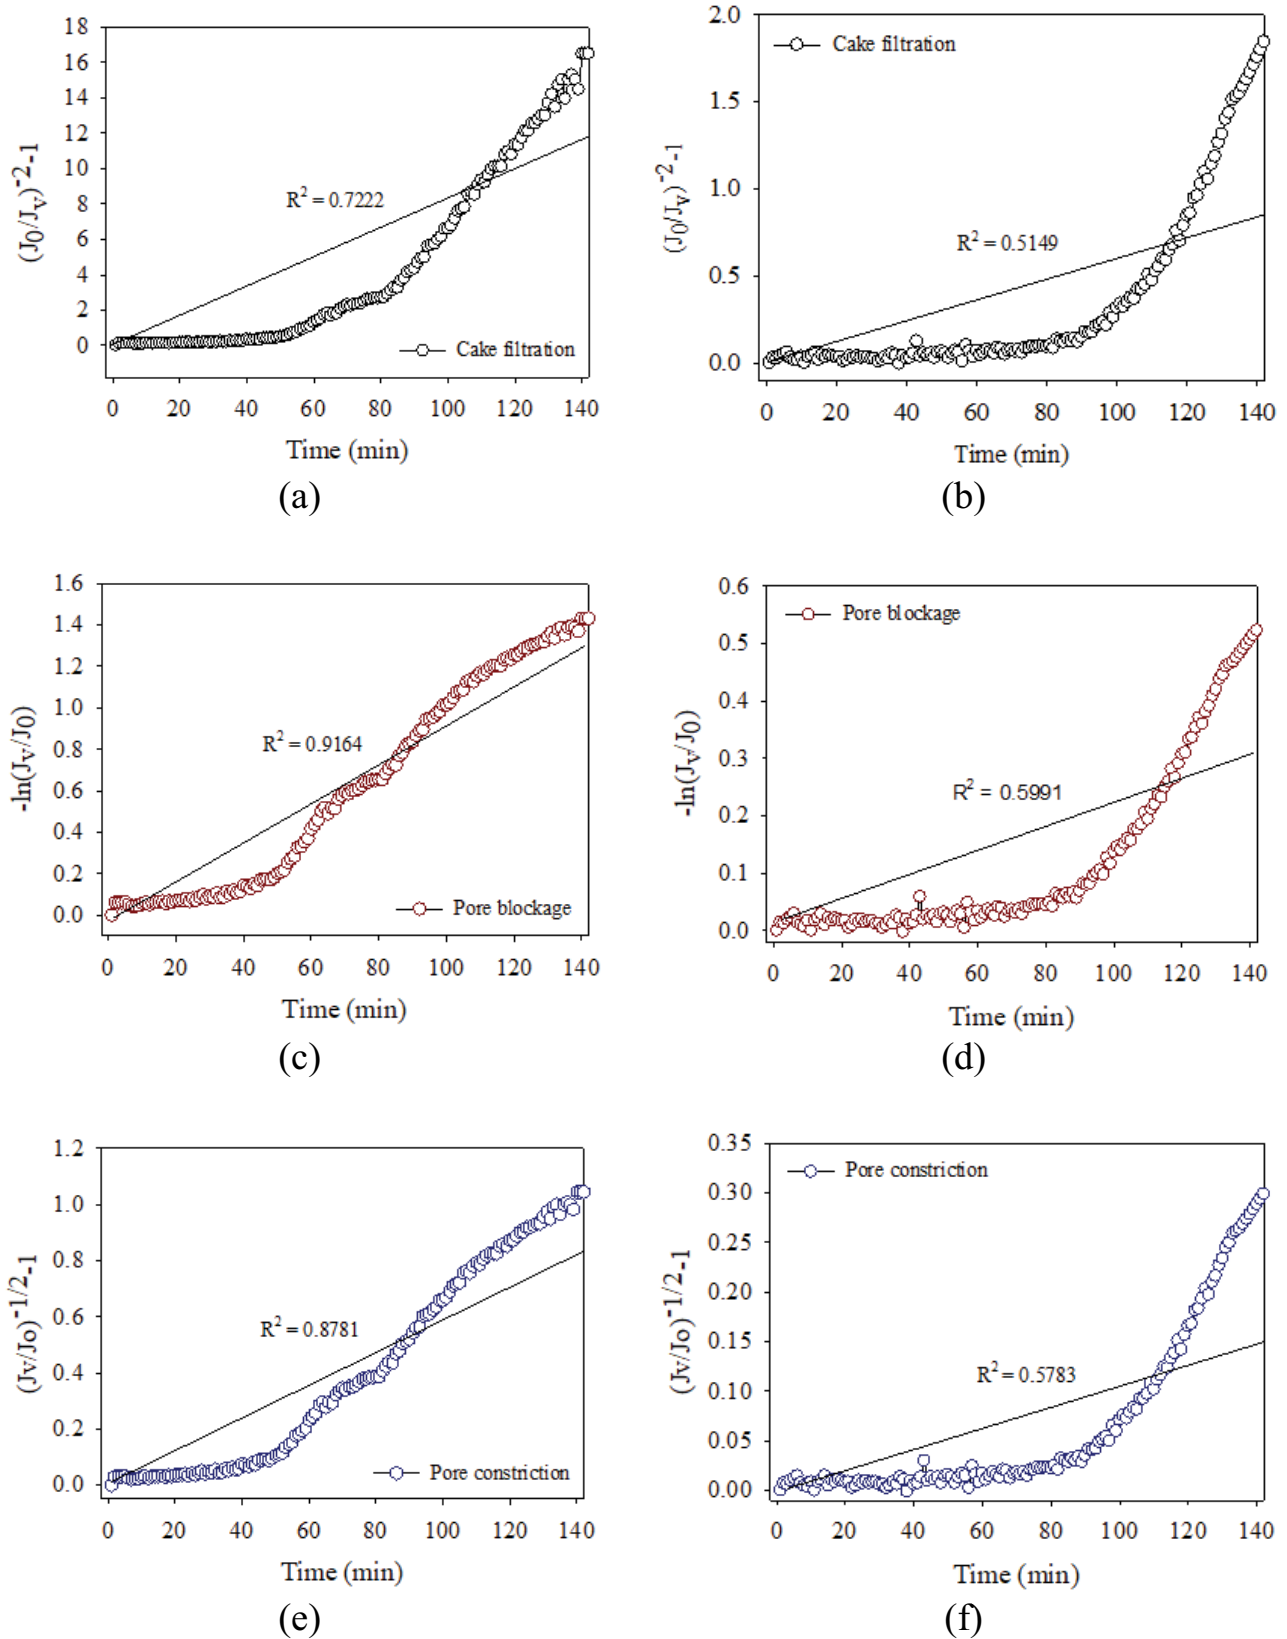 18
16
14
12
10
8
6
4
2
0
(J0/Jv)-2-1
R2 = 0.7222
Cake filtration
0 20 40 60 80 100 120 140
Time (min)
(a)
2.0
1.5
1.0
0.5
0.0
(J0/Jv)-2-1
Cake filtration
R2 = 0.5149
0 20 40 60 80 100 120 140
Time (min)
(b)
1.6
1.4
1.2
1.0
0.8
0.6
0.4
0.2
0.0
-ln(Jv/J0)
R2 = 0.9164
Pore blockage
0 20 40 60 80 100 120 140
Time (min)
(c)
0.6
0.5
0.4
0.3
0.2
0.1
0.0
-ln(Jv/J0)
Pore blockage
R2 = 0.5991
0 20 40 60 80 100 120 140
Time (min)
(d)
1.2
1.0
0.8
0.6
0.4
0.2
0.0
(Jv/Jo)-1/2-1
R2 = 0.8781
Pore constriction
0 20 40 60 80 100 120 140
Time (min)
(e)
0.35
0.30
0.25
0.20
0.15
0.10
0.05
0.00
(Jv/Jo)-1/2-1
Pore constriction
R2 = 0.5783
0 20 40 60 80 100 120 140
Time (min)
(f)